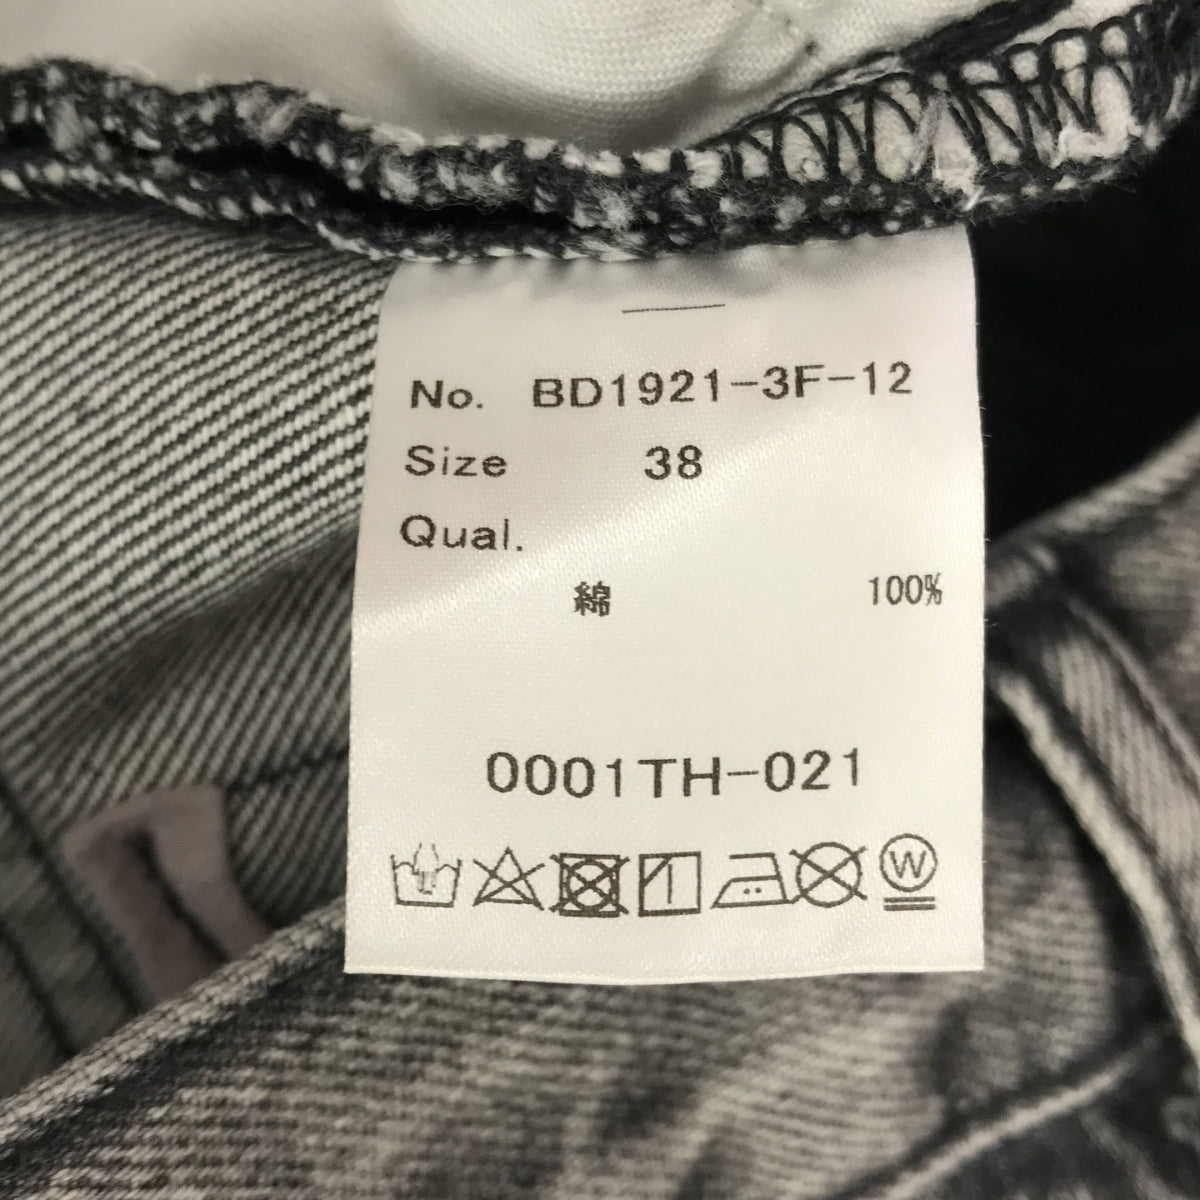 No. BD1921-3F-12
Size 38
Qual.
綿 100%
0001TH-021
W